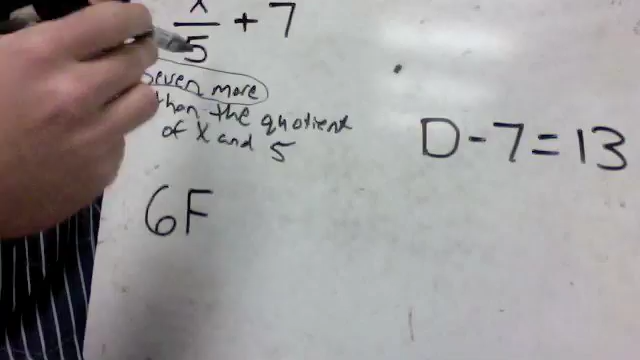 x/5 + 7
Seven more
than the quotient
of x and 5
D - 7 = 13
6F